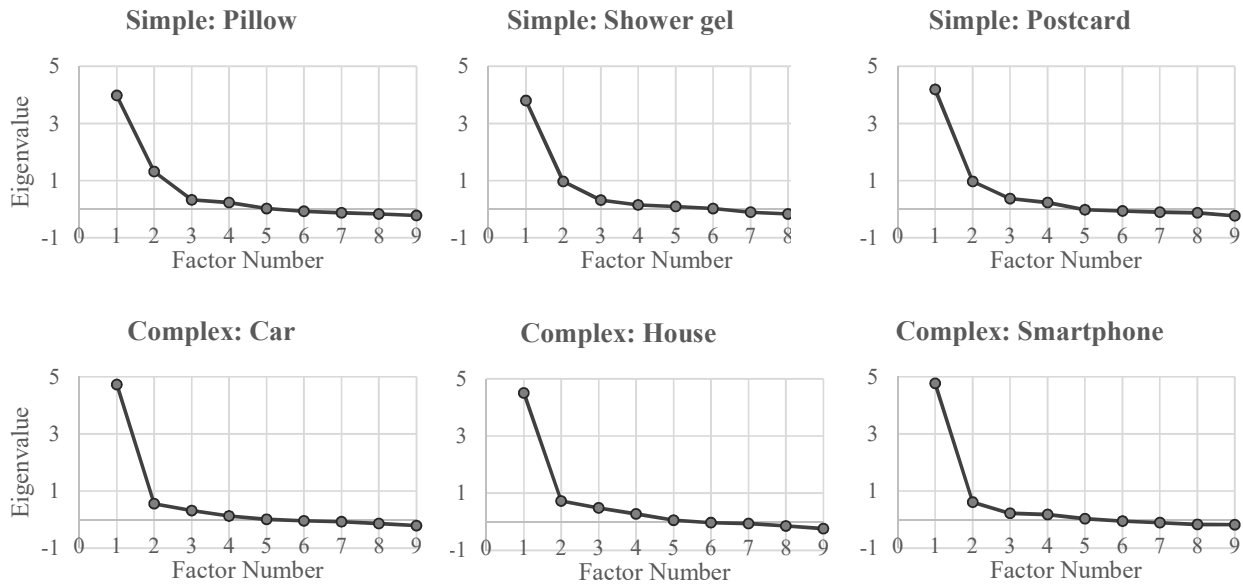 Simple: Pillow
5
3
1
-1
0 1 2 3 4 5 6 7 8 9
Eigenvalue
Factor Number
Simple: Shower gel
5
3
1
-1
0 1 2 3 4 5 6 7 8
Factor Number
Simple: Postcard
5
3
1
-1
0 1 2 3 4 5 6 7 8 9
Factor Number
Complex: Car
5
3
1
-1
0 1 2 3 4 5 6 7 8 9
Eigenvalue
Factor Number
Complex: House
5
3
1
-1
0 1 2 3 4 5 6 7 8 9
Factor Number
Complex: Smartphone
5
3
1
-1
0 1 2 3 4 5 6 7 8 9
Factor Number